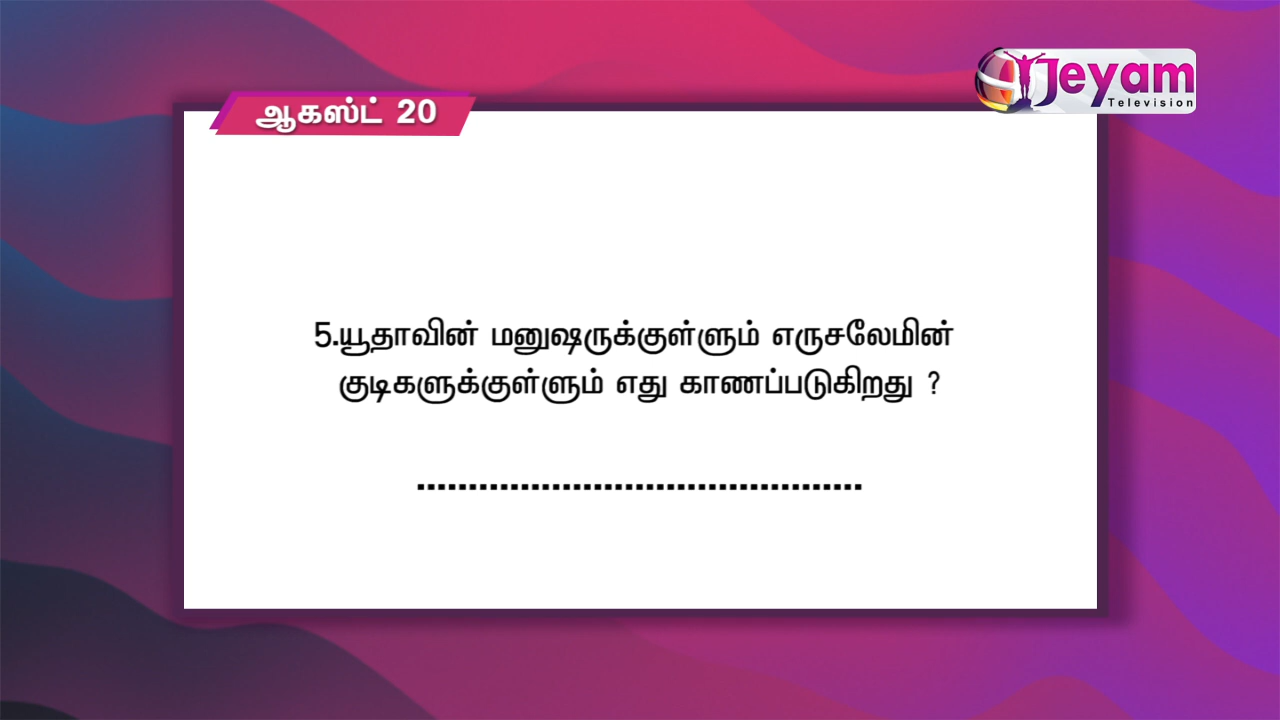 Jeyam
Television
ஆகஸ்ட் 20
5.யூதாவின் மனுஷருக்குள்ளும் எருசலேமின்
குடிகளுக்குள்ளும் எது காணப்படுகிறது ?
...........................................